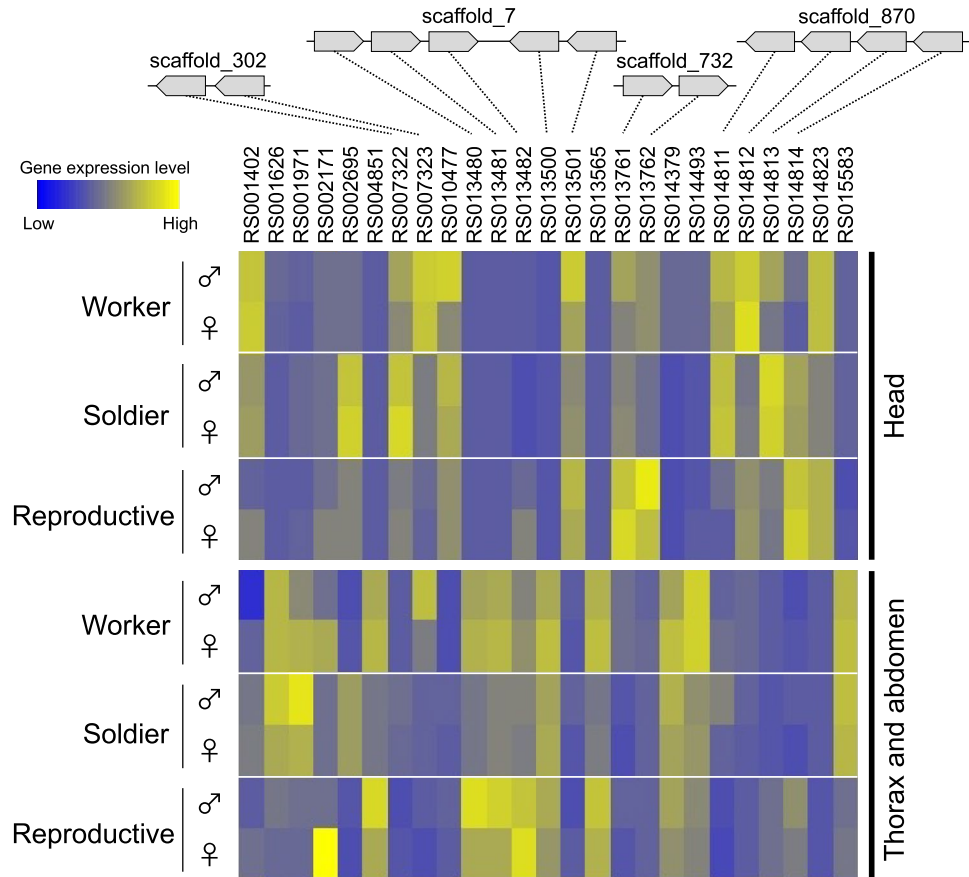 scaffold_7
scaffold_870
scaffold_302
scaffold_732
Gene expression level
Low
High
RS001402
RS001626
RS001971
RS002171
RS002695
RS004851
RS007322
RS007323
RS010477
RS013480
RS013481
RS013482
RS013500
RS013501
RS013565
RS013761
RS013762
RS014379
RS014493
RS014811
RS014812
RS014813
RS014814
RS014823
RS015583
Worker
♂
♀
Soldier
♂
♀
Reproductive
♂
♀
Head
Worker
♂
♀
Soldier
♂
♀
Reproductive
♂
♀
Thorax and abdomen